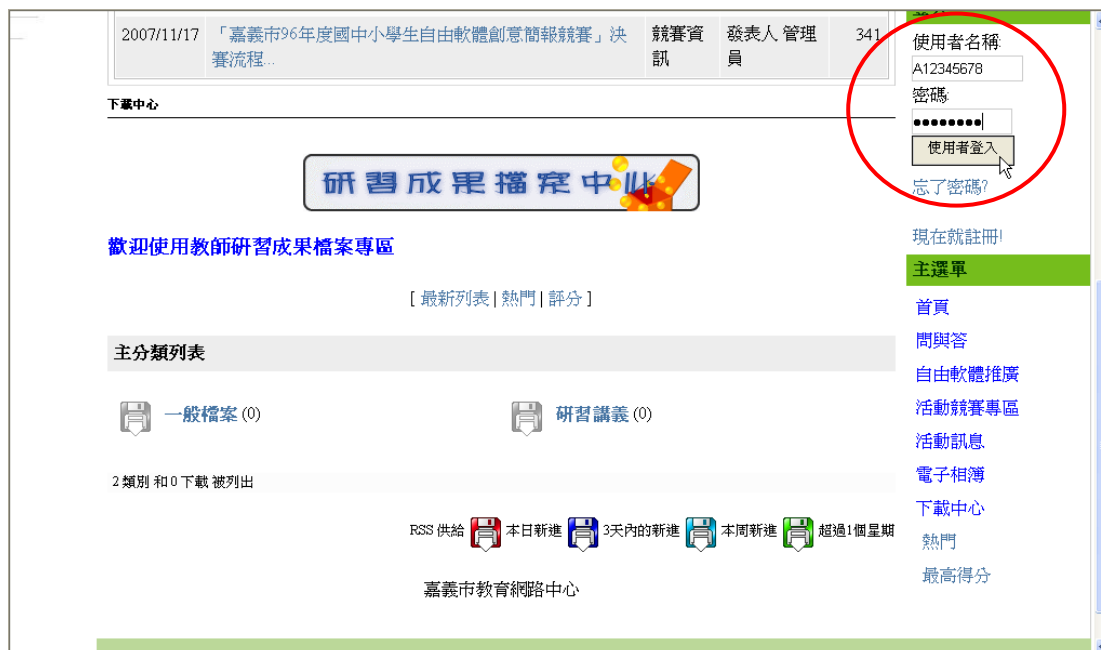 2007/11/17 「嘉義市96年度國中小學生自由軟體創意簡報競賽」決 競賽資 發表人 管理 341
賽流程... 訊 員
下載中心
研習成果檔案中心
歡迎使用教師研習成果檔案專區
[ 最新列表 | 熱門 | 評分 ]
主分類列表
一般檔案 (0) 研習講義 (0)
2 類別 和 0 下載 被列出
RSS 供給 本日新進 3天內的新進 本周新進 超過1個星期
嘉義市教育網路中心
使用者名稱:
A12345678
密碼:
●●●●●●●●
使用者登入
忘了密碼?
現在就註冊!
主選單
首頁
問與答
自由軟體推廣
活動競賽專區
活動訊息
電子相簿
下載中心
熱門
最高得分